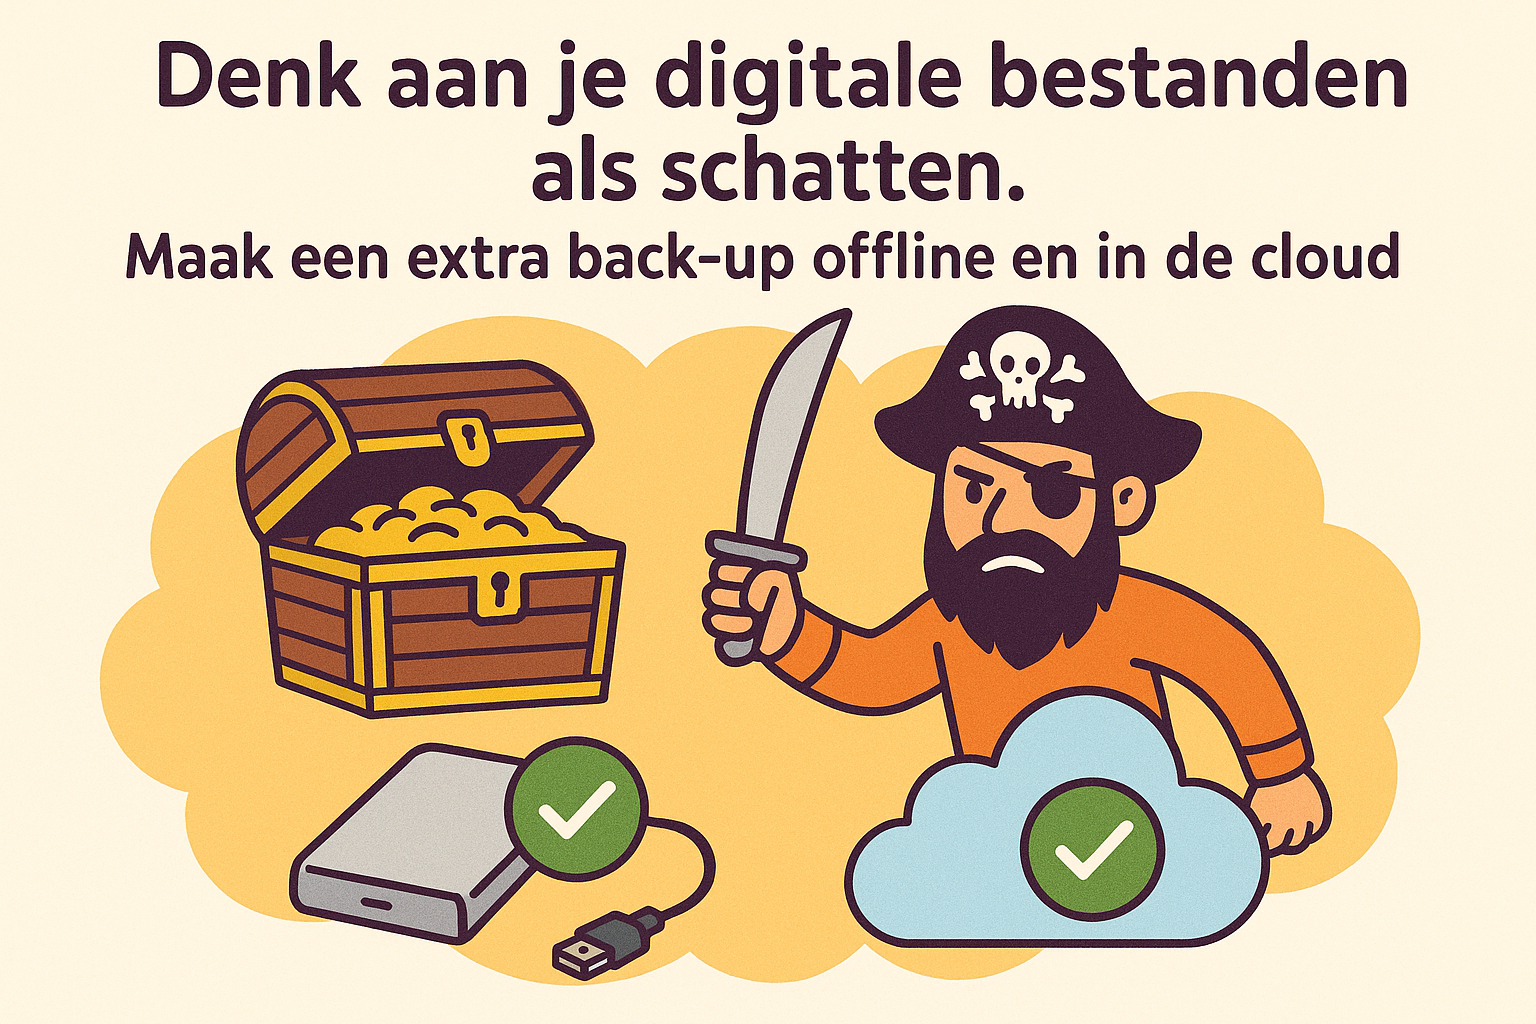 Denk aan je digitale bestanden
als schatten.
Maak een extra back-up offline en in de cloud